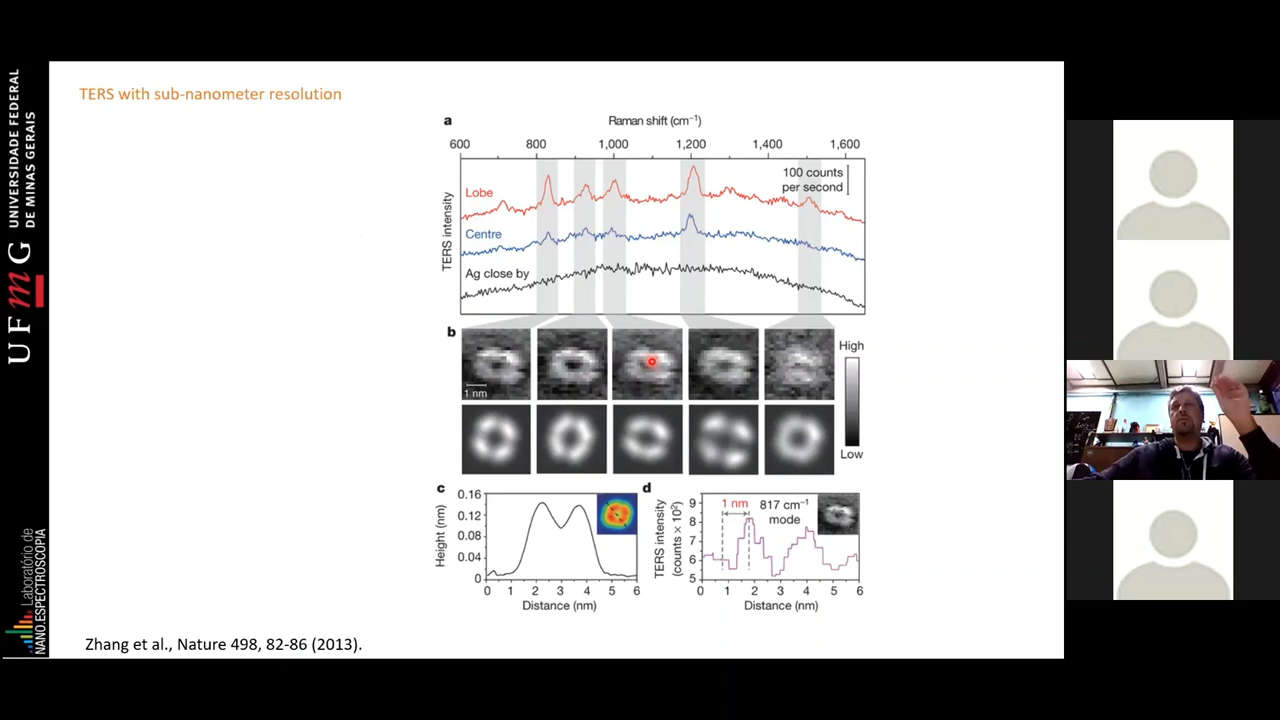 UNIVERSIDADE FEDERAL
DE MINAS GERAIS
UFmG
Laboratório de
NANO.ESPECTROSCOPIA
TERS with sub-nanometer resolution
a
Raman shift (cm⁻¹)
600 800 1,000 1,200 1,400 1,600
100 counts
per second
TERS intensity
Lobe
Centre
Ag close by
b
1 nm
High
Low
c
Height (nm)
0.16
0.12
0.08
0.04
0
0 1 2 3 4 5 6
Distance (nm)
d
TERS intensity
(counts × 10²)
9
8
7
6
5
1 nm
817 cm⁻¹
mode
0 1 2 3 4 5 6
Distance (nm)
Zhang et al., Nature 498, 82-86 (2013).